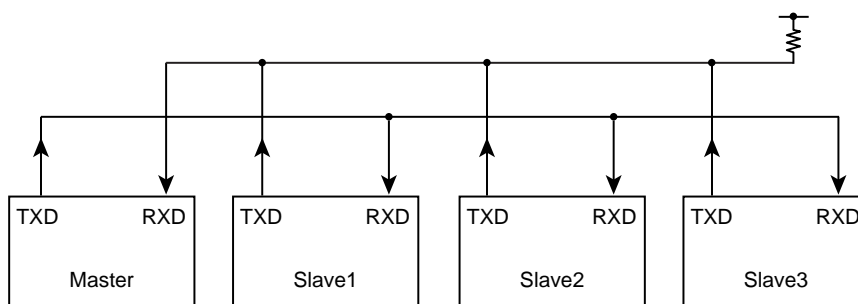 TXD RXD TXD RXD TXD RXD TXD RXD
Master Slave1 Slave2 Slave3